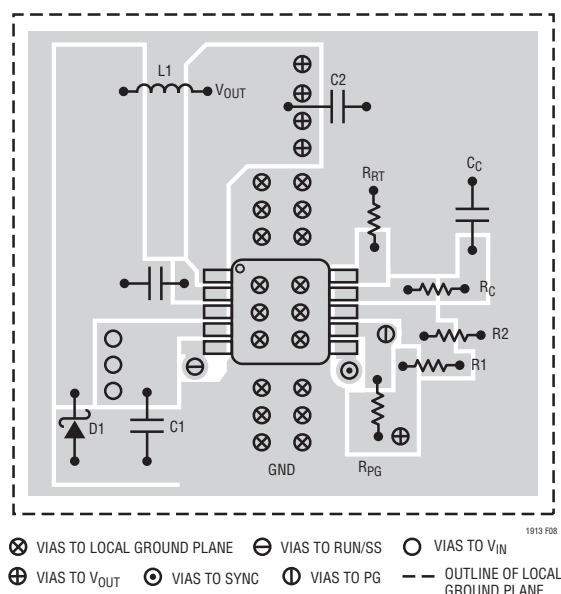 L1
VOUT
C2
RRT
CC
RC
R2
R1
D1
C1
GND
RPG
1913 F08
VIAS TO LOCAL GROUND PLANE
VIAS TO RUN/SS
VIAS TO VIN
VIAS TO VOUT
VIAS TO SYNC
VIAS TO PG
OUTLINE OF LOCAL
GROUND PLANE